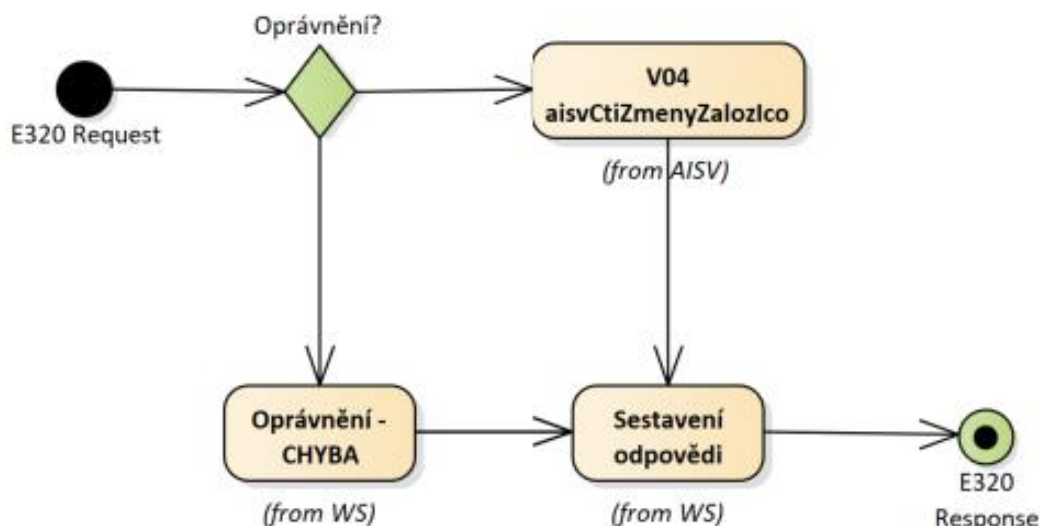 Oprávnění?
E320 Request
V04
aisvCtiZmenyZalozIco
(from AISV)
Oprávnění -
CHYBA
(from WS)
Sestavení
odpovědi
(from WS)
E320
Response